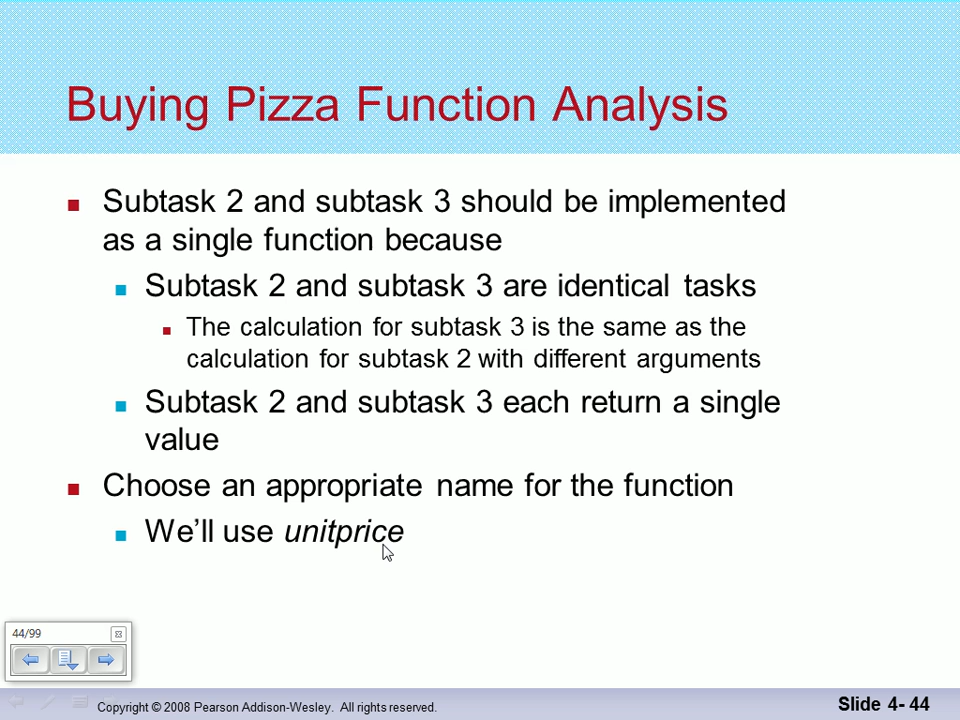 Buying Pizza Function Analysis
Subtask 2 and subtask 3 should be implemented
as a single function because
Subtask 2 and subtask 3 are identical tasks
The calculation for subtask 3 is the same as the
calculation for subtask 2 with different arguments
Subtask 2 and subtask 3 each return a single
value
Choose an appropriate name for the function
We’ll use unitprice
44/99
Copyright © 2008 Pearson Addison-Wesley. All rights reserved.
Slide 4- 44